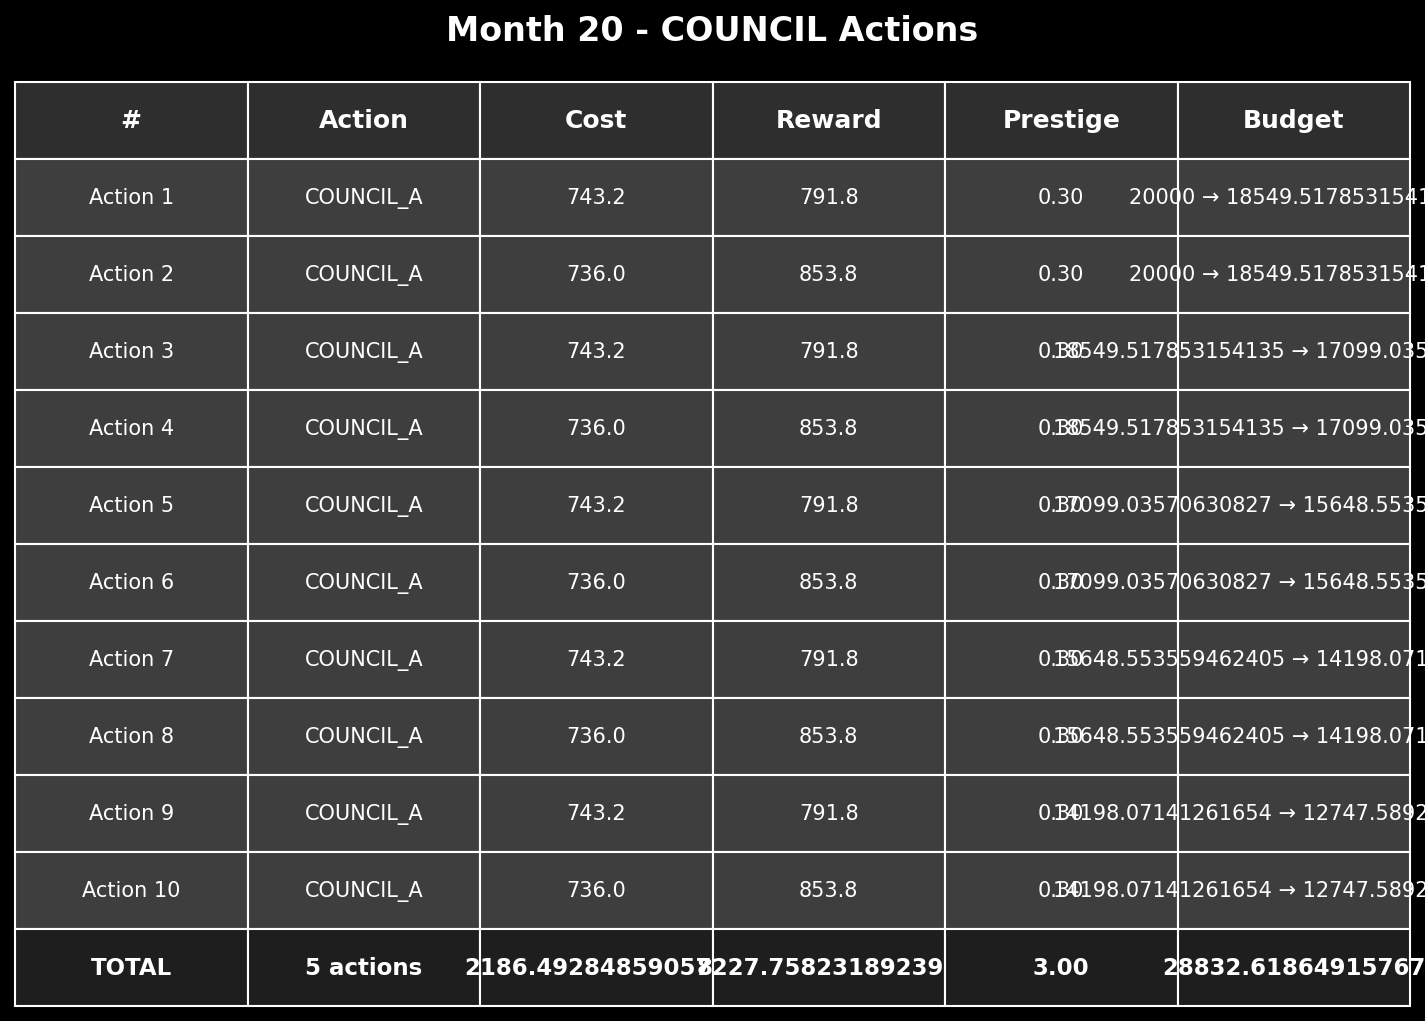 Month 20 - COUNCIL Actions
# Action Cost Reward Prestige Budget
Action 1 COUNCIL_A 743.2 791.8 0.30 20000 → 18549.5178531541
Action 2 COUNCIL_A 736.0 853.8 0.30 20000 → 18549.5178531541
Action 3 COUNCIL_A 743.2 791.8 0.30 18549.517853154135 → 17099.035
Action 4 COUNCIL_A 736.0 853.8 0.30 18549.517853154135 → 17099.035
Action 5 COUNCIL_A 743.2 791.8 0.30 17099.03570630827 → 15648.5535
Action 6 COUNCIL_A 736.0 853.8 0.30 17099.03570630827 → 15648.5535
Action 7 COUNCIL_A 743.2 791.8 0.30 15648.553559462405 → 14198.071
Action 8 COUNCIL_A 736.0 853.8 0.30 15648.553559462405 → 14198.071
Action 9 COUNCIL_A 743.2 791.8 0.30 14198.07141261654 → 12747.5892
Action 10 COUNCIL_A 736.0 853.8 0.30 14198.07141261654 → 12747.5892
TOTAL 5 actions 3.00 28832.61864915767